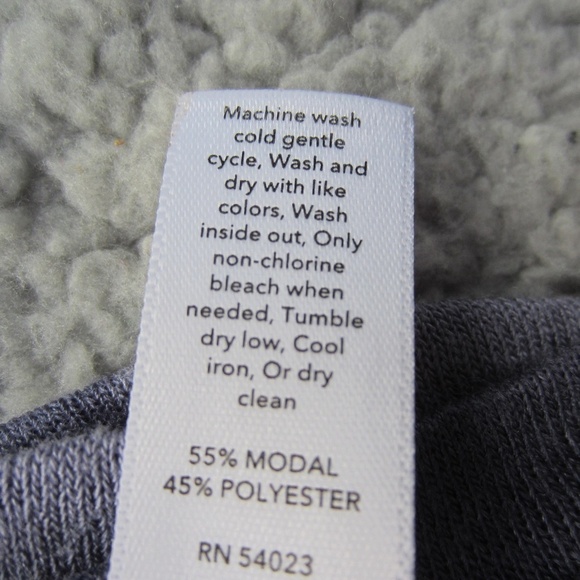 Machine wash
cold gentle
cycle, Wash and
dry with like
colors, Wash
inside out, Only
non-chlorine
bleach when
needed, Tumble
dry low, Cool
iron, Or dry
clean
55% MODAL
45% POLYESTER
RN 54023